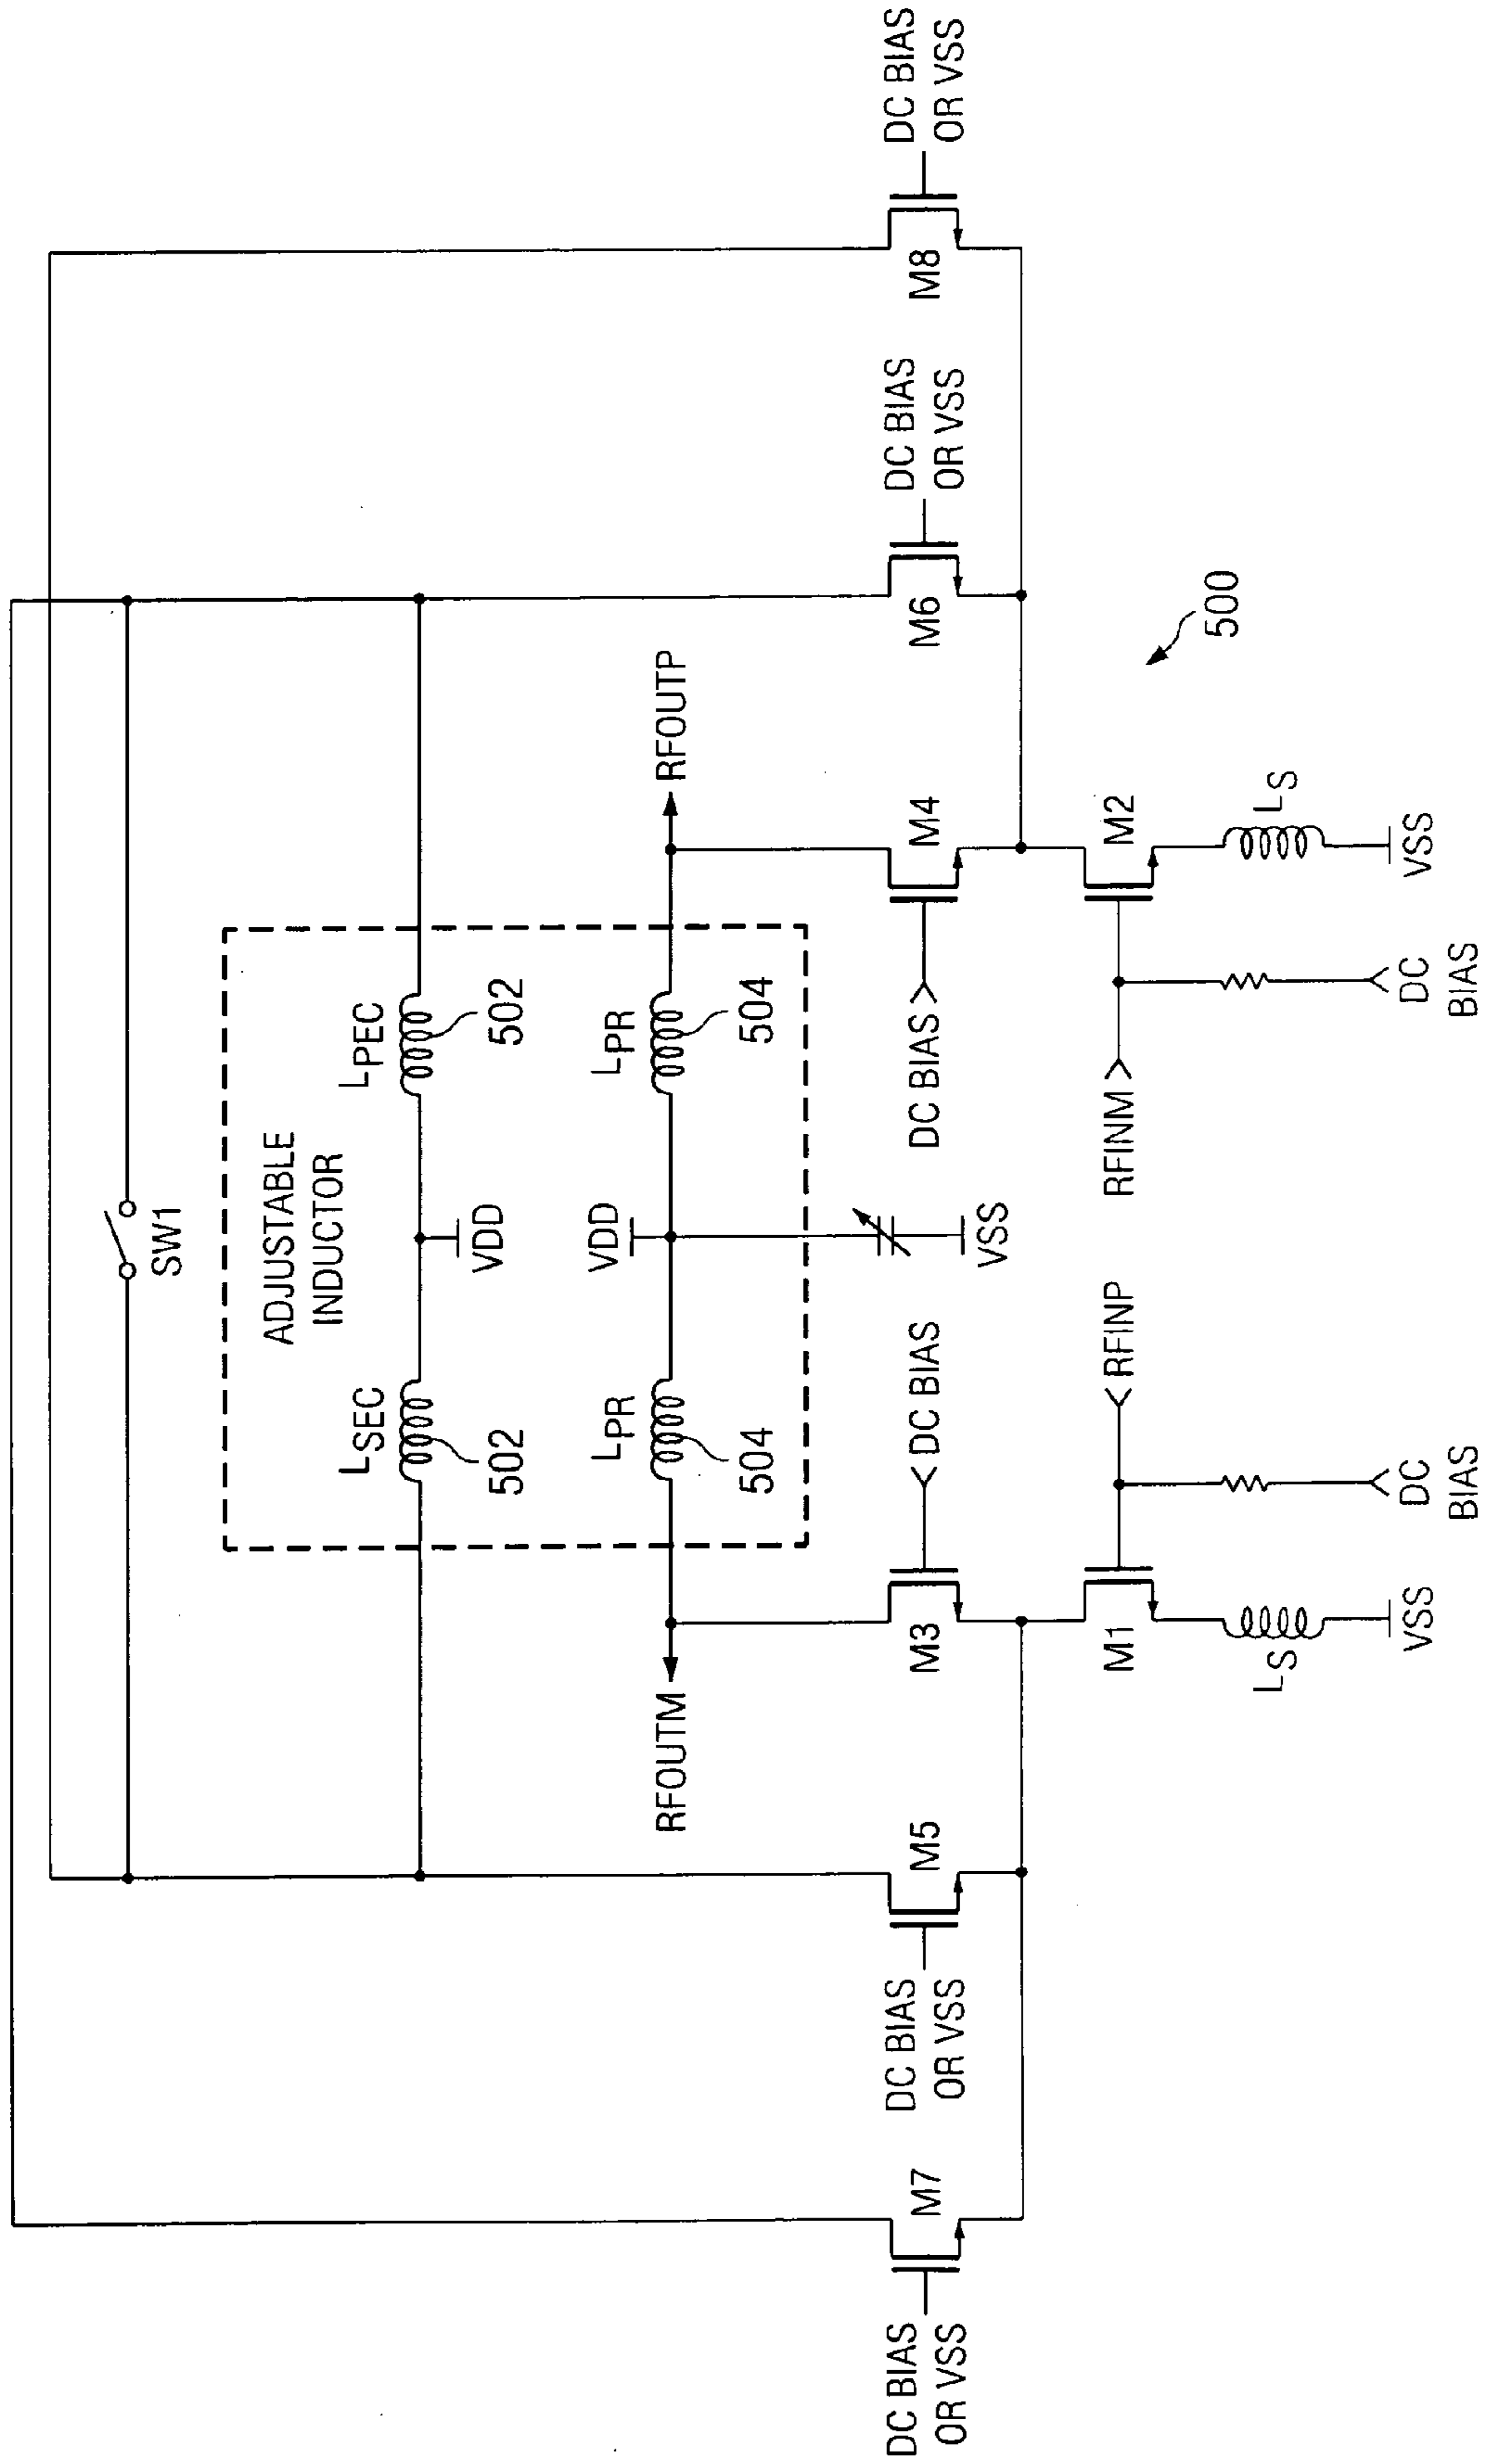 SW1
ADJUSTABLE
INDUCTOR
LSEC
502
LPEC
502
VDD
VDD
LPR
504
LPR
504
RFOUTM
RFOUTP
DC BIAS
OR VSS
M7
DC BIAS
OR VSS
M5
M3
DC BIAS
VSS
DC BIAS
M4
M6
DC BIAS
OR VSS
M8
DC BIAS
OR VSS
M1
RFINP
RFINM
M2
LS
VSS
DC
BIAS
DC
BIAS
LS
VSS
500